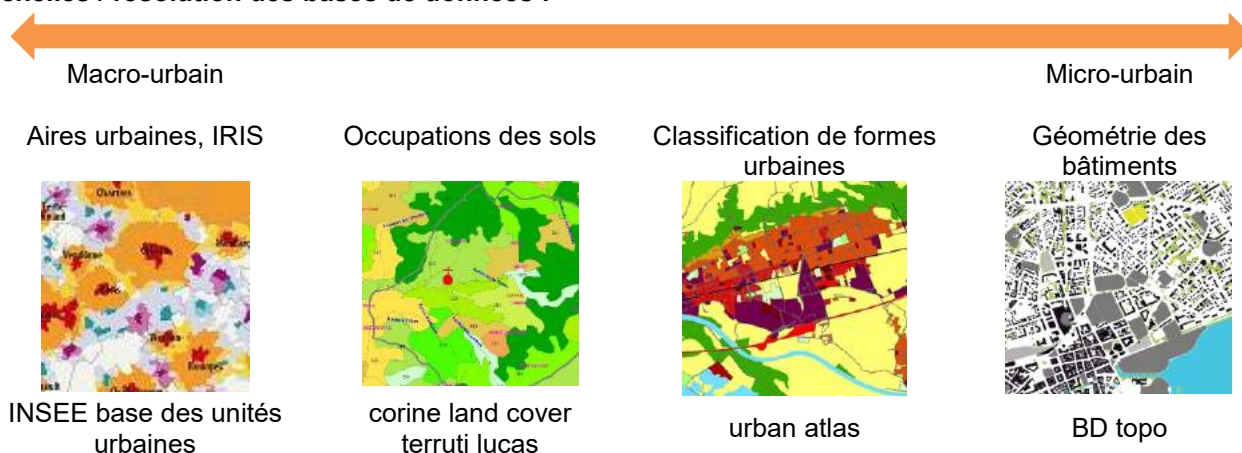 Macro-urbain
Micro-urbain
Aires urbaines, IRIS
Occupations des sols
Classification de formes
urbaines
Géométrie des
bâtiments
INSEE base des unités
urbaines
corine land cover
terruti lucas
urban atlas
BD topo